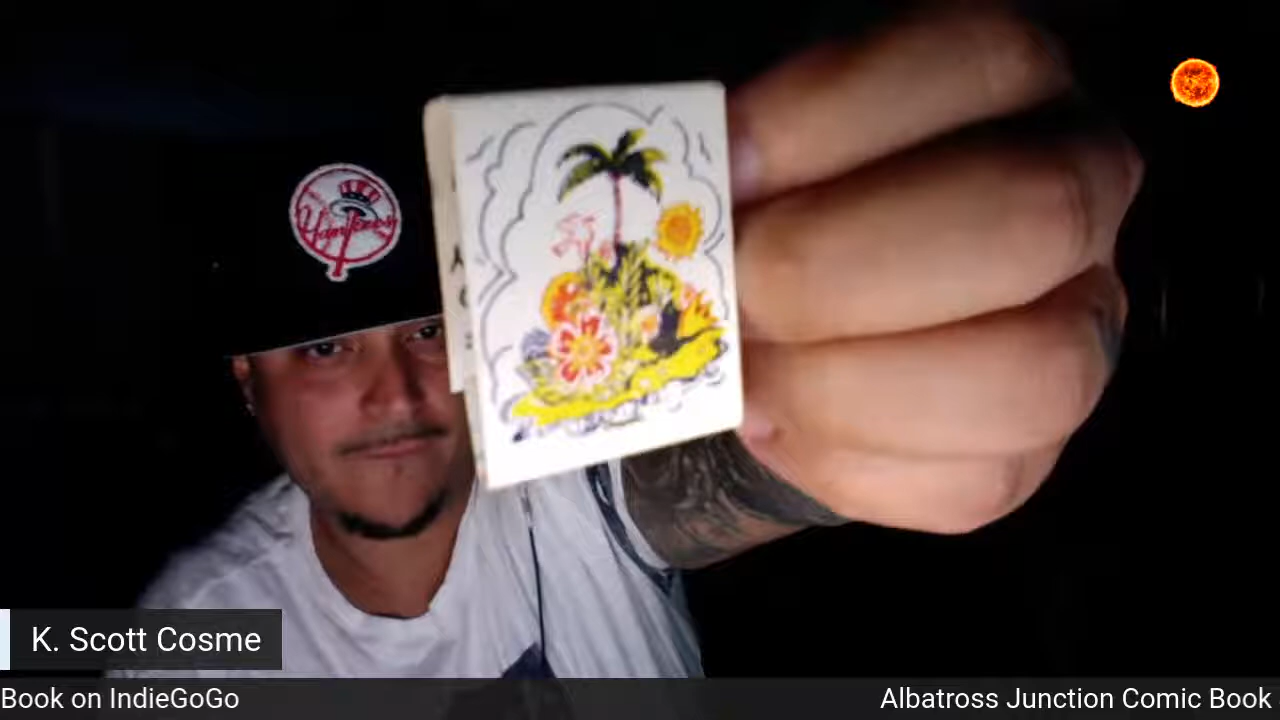 Yankees
K. Scott Cosme
Book on IndieGoGo
Albatross Junction Comic Book